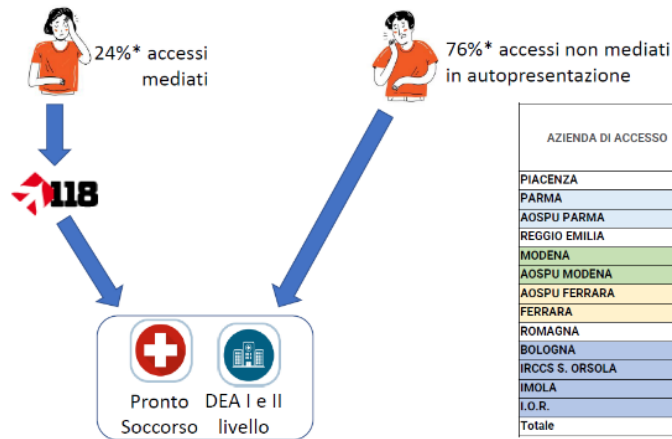 24%* accessi
mediati
76%* accessi non mediati
in autopresentazione
118
Pronto
Soccorso
DEA I e II
livello
AZIENDA DI ACCESSO
PIACENZA
PARMA
AOSPU PARMA
REGGIO EMILIA
MODENA
AOSPU MODENA
AOSPU FERRARA
FERRARA
ROMAGNA
BOLOGNA
IRCCS S. ORSOLA
IMOLA
I.O.R.
Totale